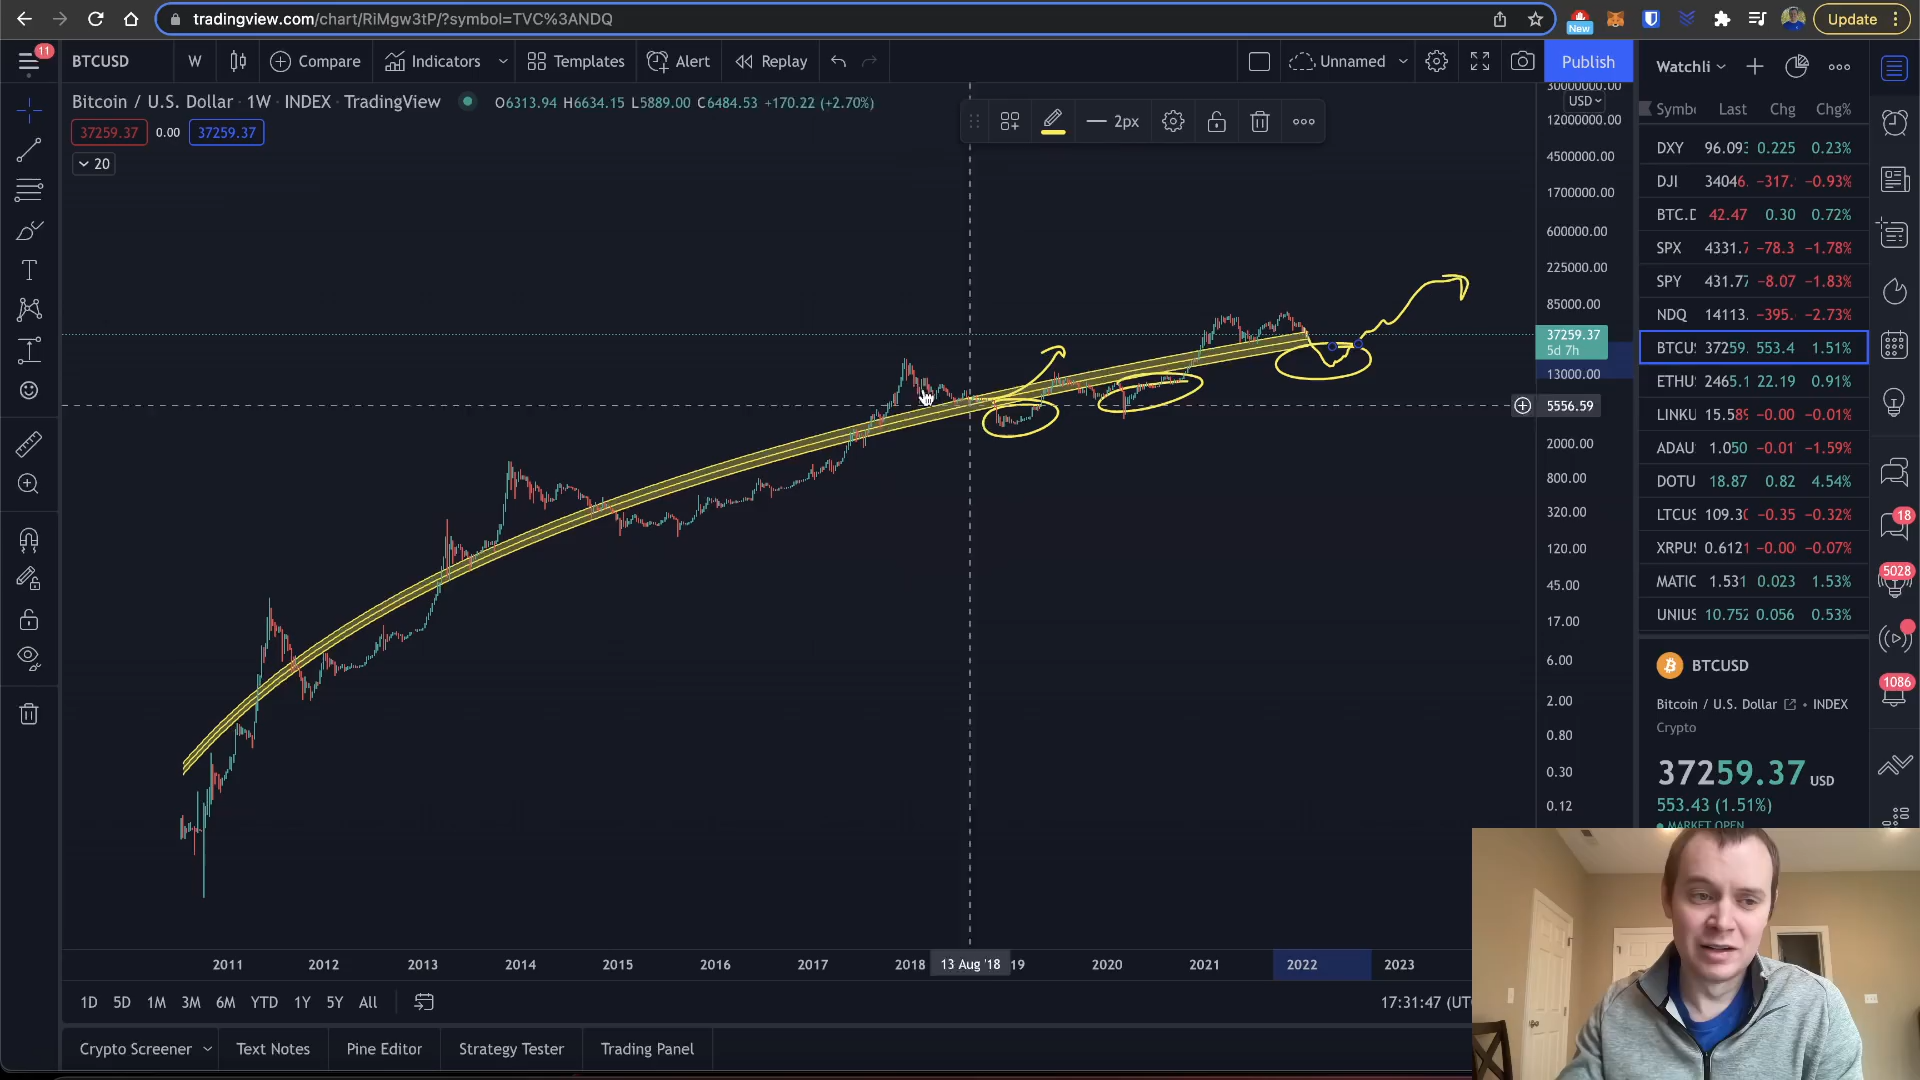 tradingview.com/chart/RiMgw3tP/?symbol=TVC%3ANDQ
New
Update
11
BTCUSD W Compare Indicators Templates Alert Replay Unnamed Publish
Watchli
Bitcoin / U.S. Dollar · 1W · INDEX · TradingView O6313.94 H6634.15 L5889.00 C6484.53 +170.22 (+2.70%)
37259.37 0.00 37259.37
20
2px
USD
12000000.00
4500000.00
1700000.00
600000.00
225000.00
85000.00
37259.37
5d 7h
13000.00
5556.59
2000.00
800.00
320.00
120.00
45.00
17.00
6.00
2.00
0.80
0.30
0.12
Symb Last Chg Chg%
DXY 96.093 0.225 0.23%
DJI 34046. −317. −0.93%
BTC.D 42.47 0.30 0.72%
SPX 4331.7 −78.3 −1.78%
SPY 431.77 −8.07 −1.83%
NDQ 14113. −395. −2.73%
BTCUS 37259. 553.4 1.51%
ETHU 2465.1 22.19 0.91%
LINKU 15.589 −0.00 −0.01%
ADAU 1.050 −0.01 −1.59%
DOTU 18.87 0.82 4.54%
LTCUS 109.30 −0.35 −0.32%
XRPU 0.6121 −0.00 −0.07%
MATIC 1.531 0.023 1.53%
UNIUS 10.752 0.056 0.53%
18
5028
1086
BTCUSD
Bitcoin / U.S. Dollar • INDEX
Crypto
37259.37 USD
553.43 (1.51%)
MARKET OPEN
2011 2012 2013 2014 2015 2016 2017 2018 13 Aug '18 19 2020 2021 2022 2023
1D 5D 1M 3M 6M YTD 1Y 5Y All
17:31:47 (UT
Crypto Screener Text Notes Pine Editor Strategy Tester Trading Panel